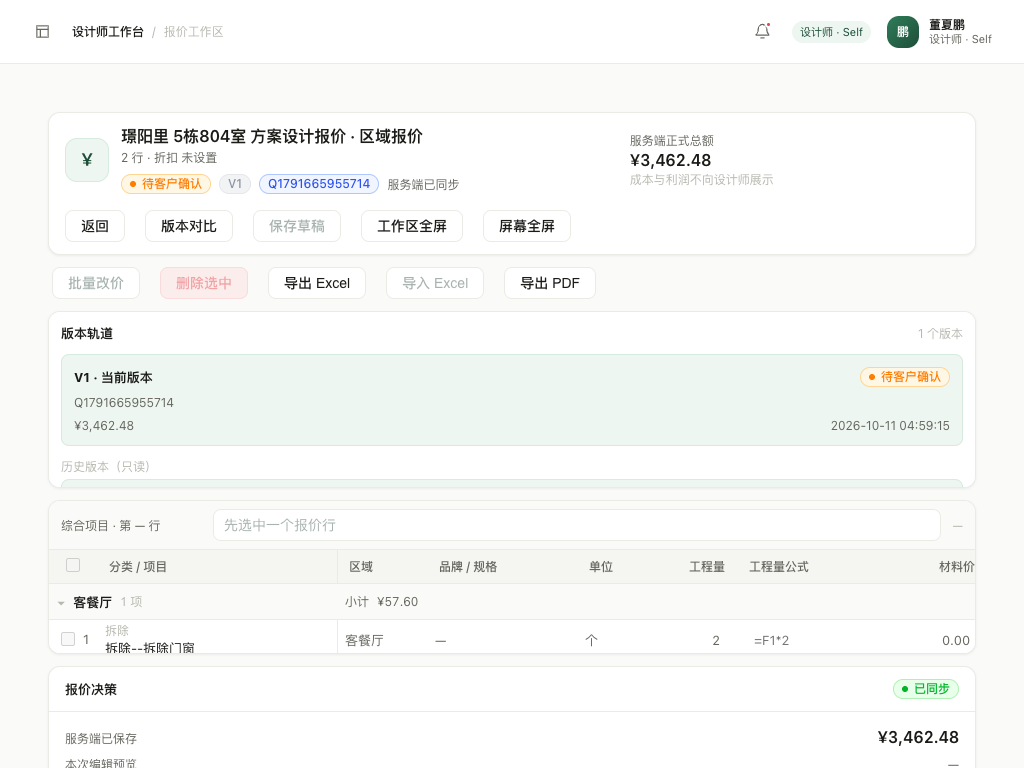 设计师工作台 / 报价工作区
设计师 · Self
鹏
董夏鹏
设计师 · Self
¥
璟阳里 5栋804室 方案设计报价 · 区域报价
2 行 · 折扣 未设置
待客户确认 V1 Q1791665955714 服务端已同步
服务端正式总额
¥3,462.48
成本与利润不向设计师展示
返回 版本对比 保存草稿 工作区全屏 屏幕全屏
批量改价 删除选中 导出 Excel 导入 Excel 导出 PDF
版本轨道 1 个版本
V1 · 当前版本 待客户确认
Q1791665955714
¥3,462.48 2026-10-11 04:59:15
历史版本（只读）
综合项目 · 第 — 行 先选中一个报价行 —
分类 / 项目 区域 品牌 / 规格 单位 工程量 工程量公式 材料价
客餐厅 1 项 小计 ¥57.60
拆除
1 拆除--拆除门窗 客餐厅 — 个 2 =F1*2 0.00
报价决策 已同步
服务端已保存 ¥3,462.48
本次编辑预览 —